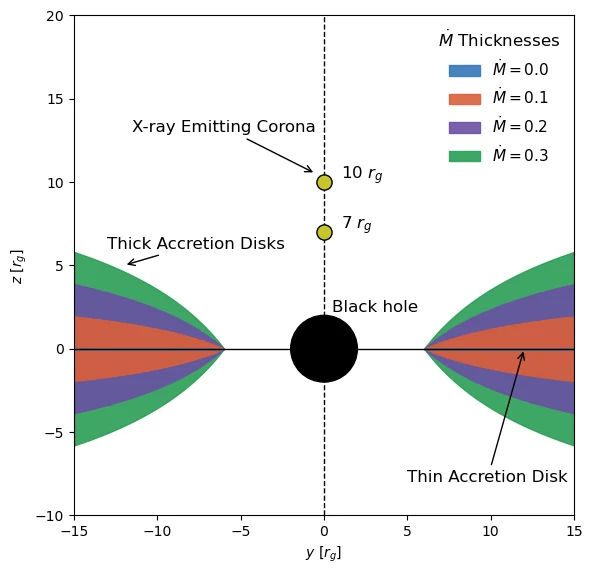 20
15
10
5
0
−5
−10
z [r_g]
Ṁ Thicknesses
Ṁ = 0.0
Ṁ = 0.1
Ṁ = 0.2
Ṁ = 0.3
X-ray Emitting Corona
10 r_g
7 r_g
Thick Accretion Disks
Black hole
Thin Accretion Disk
−15 −10 −5 0 5 10 15
y [r_g]